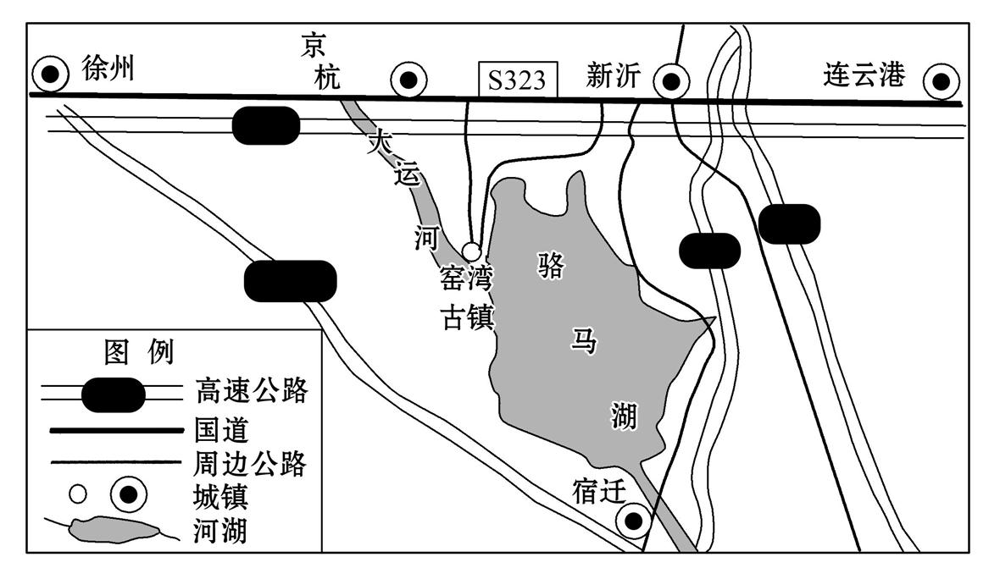 徐州
京杭大运河
S323
新沂
连云港
窑湾
古镇
骆马湖
宿迁
图 例
高速公路
国道
周边公路
城镇
河湖